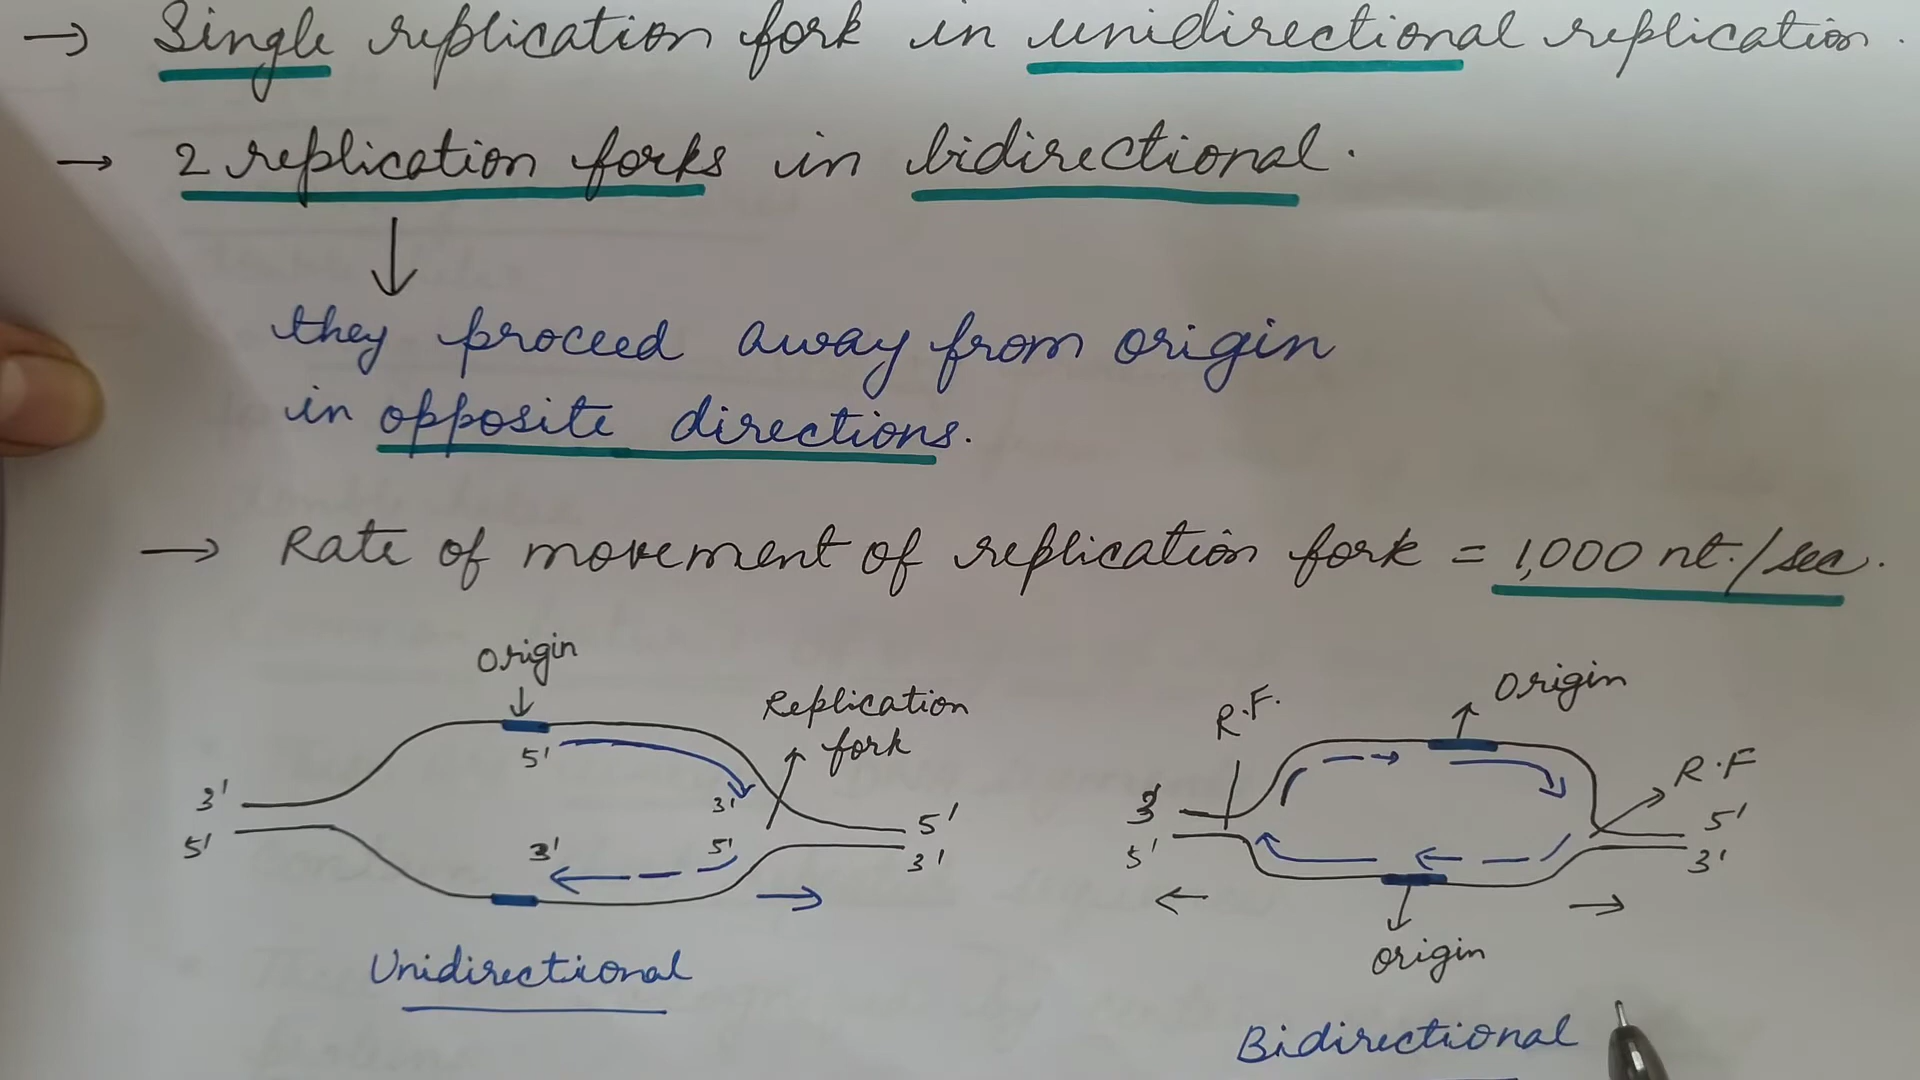 → Single replication fork in unidirectional replication.
→ 2 replication forks in bidirectional.
↓
they proceed away from origin
in opposite directions.
→ Rate of movement of replication fork = 1,000 nt./sec.
Origin
↓
Replication
fork
5'
3'
3'
5'
3'
5'
5'
3'
Unidirectional
Origin
R.F.
R.F
3'
5'
5'
3'
origin
Bidirectional